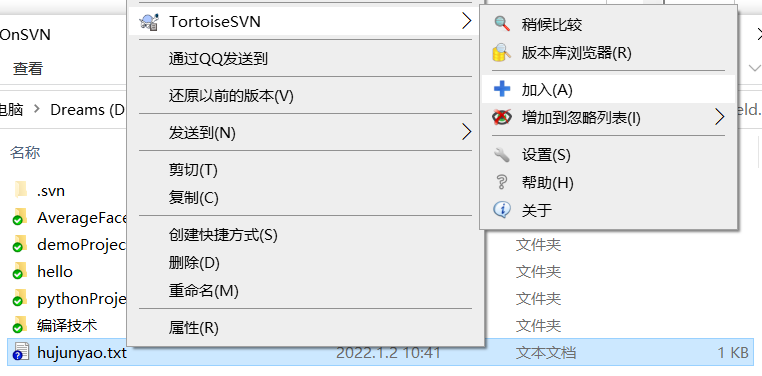 OnSVN
查看
电脑
Dreams (D
名称
.svn
AverageFace
demoProjec
hello
pythonProje
编译技术
hujunyao.txt
2022.1.2 10:41
文本文档
1 KB
文件夹
文件夹
文件夹
文件夹
TortoiseSVN
通过QQ发送到
还原以前的版本(V)
发送到(N)
剪切(T)
复制(C)
创建快捷方式(S)
删除(D)
重命名(M)
属性(R)
稍候比较
版本库浏览器(R)
加入(A)
增加到忽略列表(I)
设置(S)
帮助(H)
关于
eld.